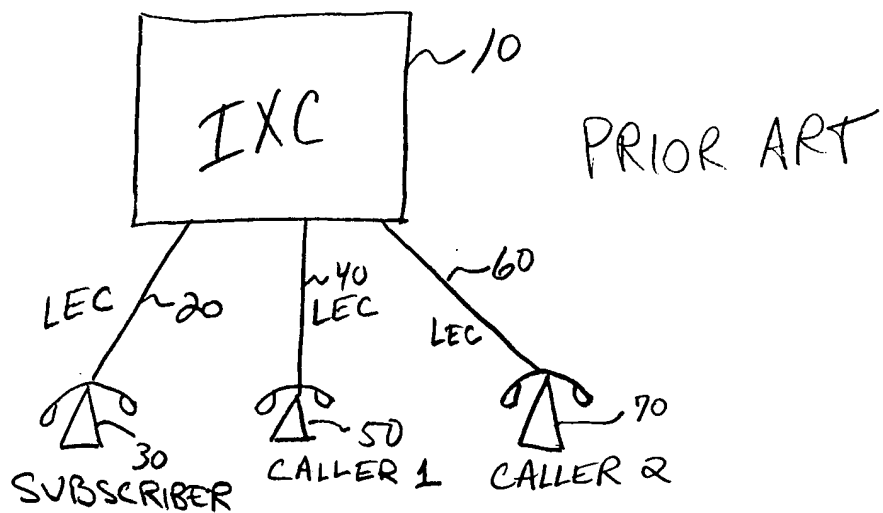 10
IXC
PRIOR ART
LEC 20
40
LEC
60
LEC
30
SUBSCRIBER
50
CALLER 1
70
CALLER 2